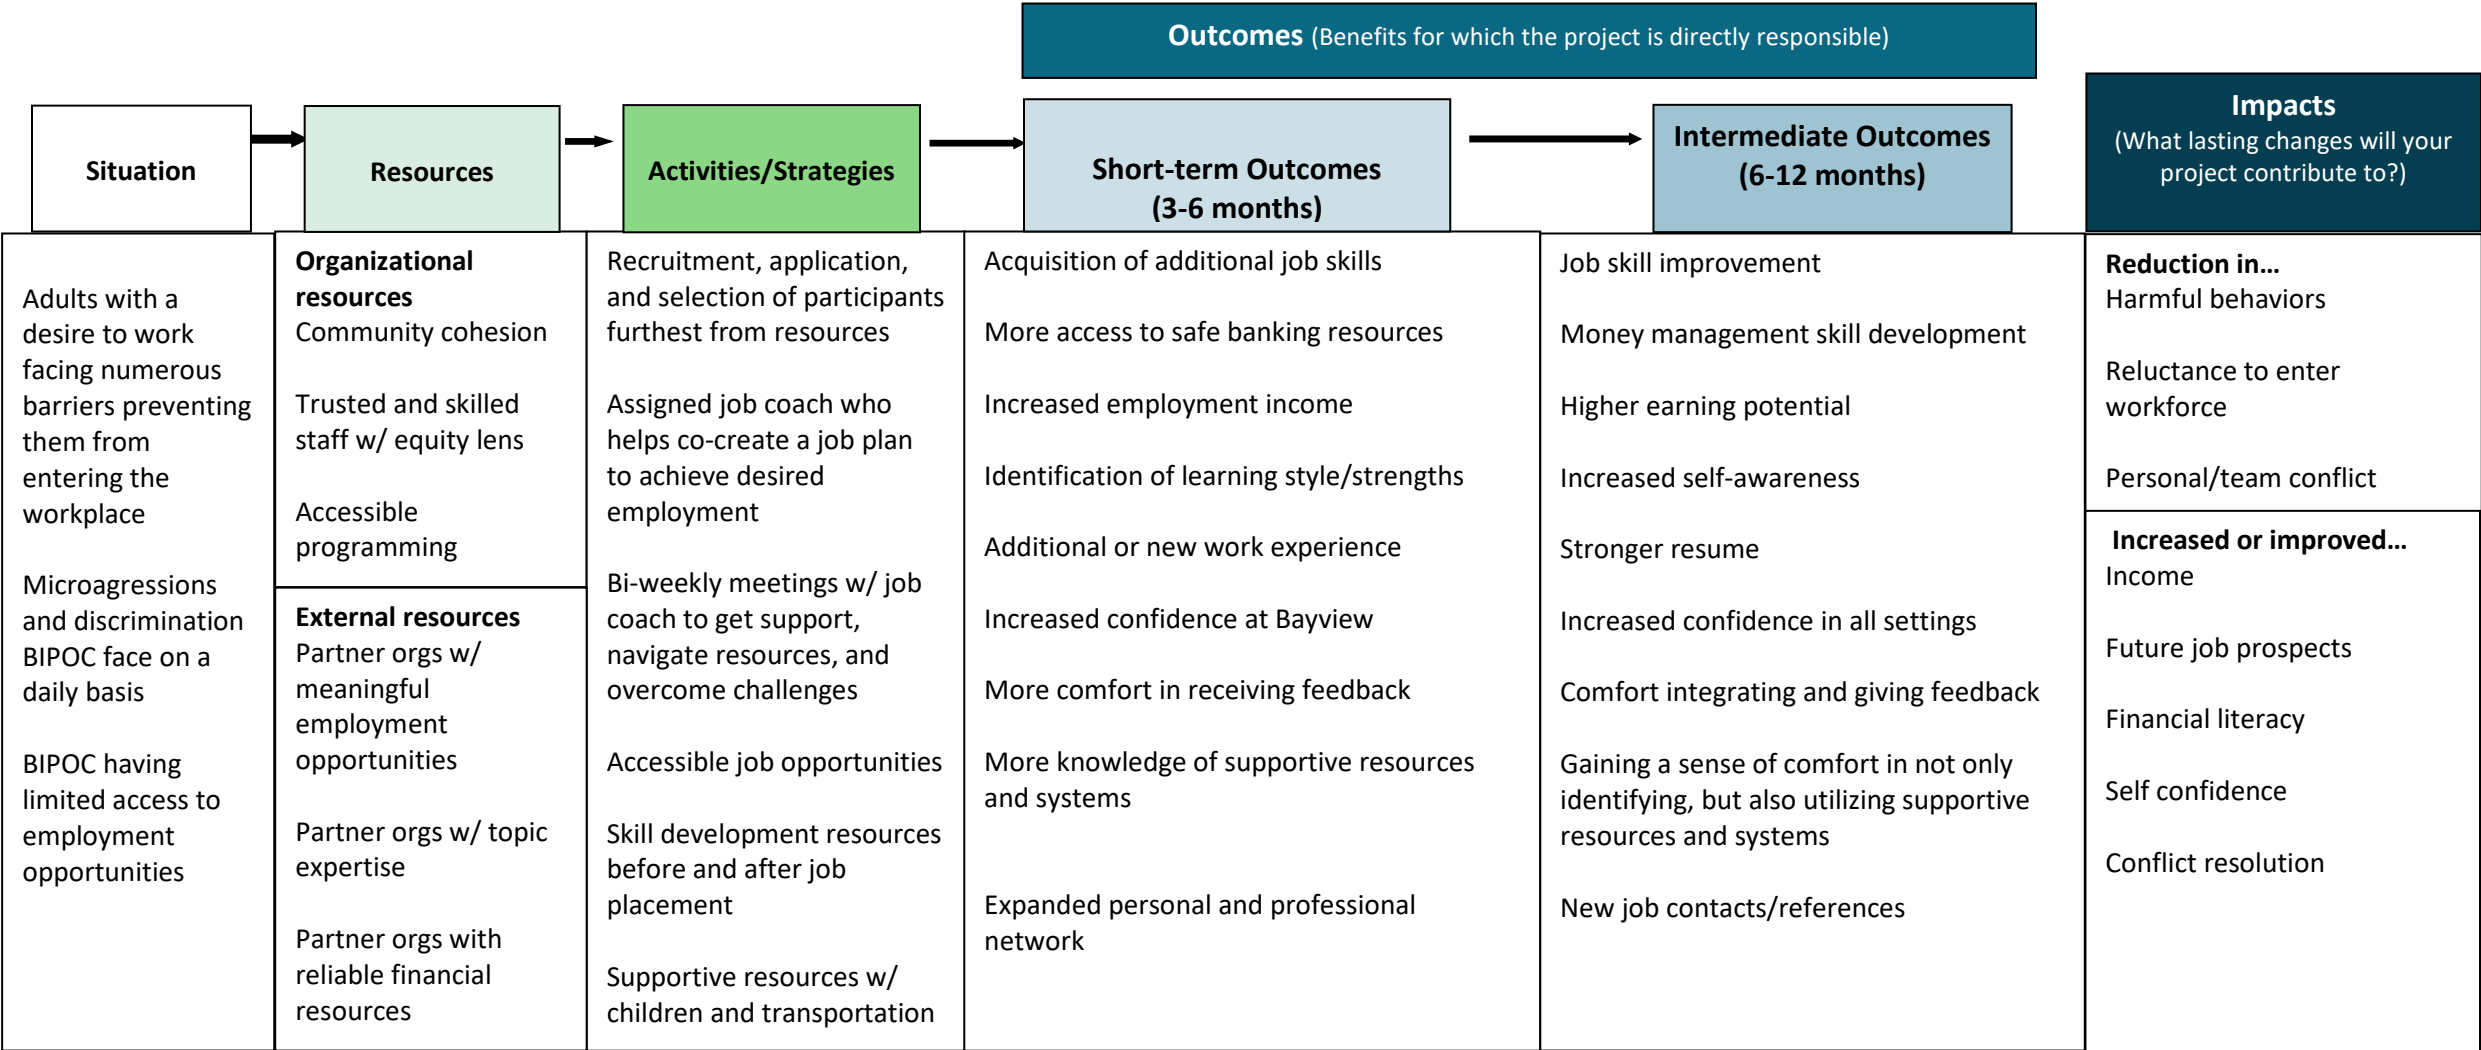 Outcomes (Benefits for which the project is directly responsible)
Situation
Resources
Activities/Strategies
Short-term Outcomes
(3-6 months)
Intermediate Outcomes
(6-12 months)
Impacts
(What lasting changes will your
project contribute to?)
Adults with a
desire to work
facing numerous
barriers preventing
them from
entering the
workplace
Microagressions
and discrimination
BIPOC face on a
daily basis
BIPOC having
limited access to
employment
opportunities
Organizational
resources
Community cohesion
Trusted and skilled
staff w/ equity lens
Accessible
programming
External resources
Partner orgs w/
meaningful
employment
opportunities
Partner orgs w/ topic
expertise
Partner orgs with
reliable financial
resources
Recruitment, application,
and selection of participants
furthest from resources
Assigned job coach who
helps co-create a job plan
to achieve desired
employment
Bi-weekly meetings w/ job
coach to get support,
navigate resources, and
overcome challenges
Accessible job opportunities
Skill development resources
before and after job
placement
Supportive resources w/
children and transportation
Acquisition of additional job skills
More access to safe banking resources
Increased employment income
Identification of learning style/strengths
Additional or new work experience
Increased confidence at Bayview
More comfort in receiving feedback
More knowledge of supportive resources
and systems
Expanded personal and professional
network
Job skill improvement
Money management skill development
Higher earning potential
Increased self-awareness
Stronger resume
Increased confidence in all settings
Comfort integrating and giving feedback
Gaining a sense of comfort in not only
identifying, but also utilizing supportive
resources and systems
New job contacts/references
Reduction in…
Harmful behaviors
Reluctance to enter
workforce
Personal/team conflict
Increased or improved…
Income
Future job prospects
Financial literacy
Self confidence
Conflict resolution